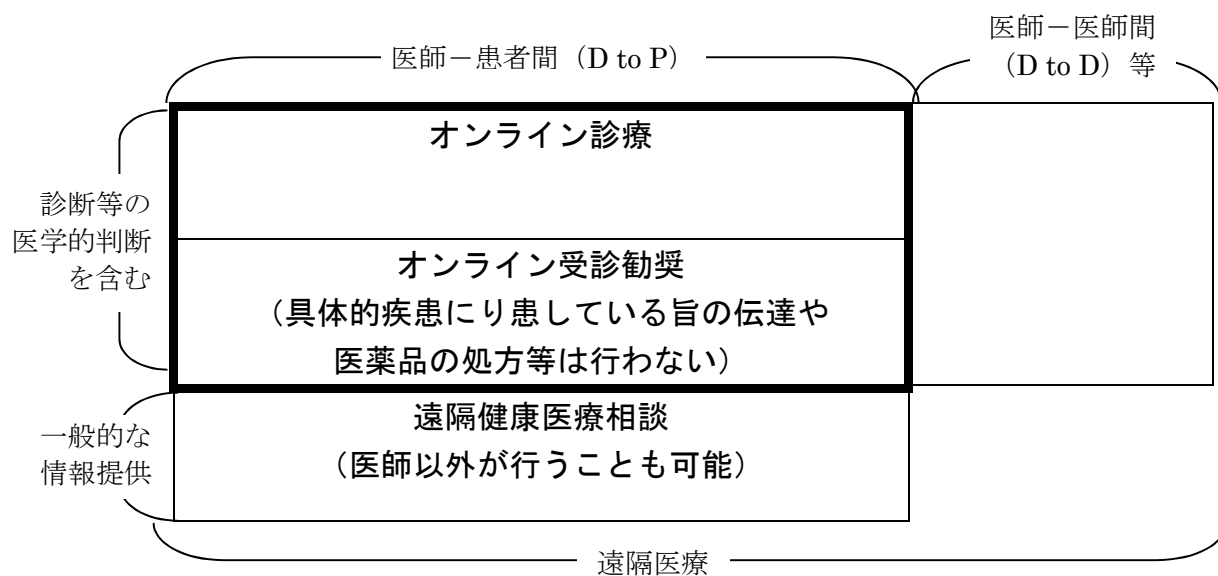 医師－患者間（D to P）
医師－医師間
（D to D）等
診断等の
医学的判断
を含む
オンライン診療
オンライン受診勧奨
（具体的疾患にり患している旨の伝達や
医薬品の処方等は行わない）
一般的な
情報提供
遠隔健康医療相談
（医師以外が行うことも可能）
遠隔医療